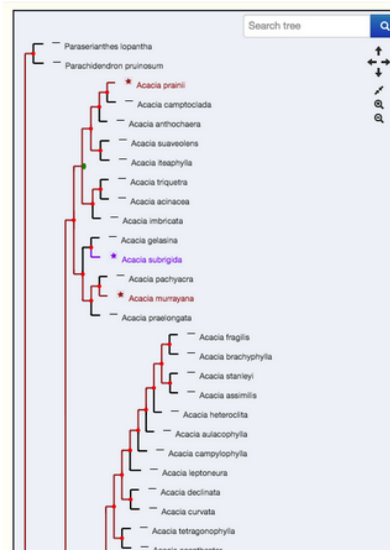 Search tree
Paraserianthes lopantha
Parachidendron pruinosum
Acacia prainii
Acacia camptoclada
Acacia anthochaera
Acacia suaveolens
Acacia iteaphylla
Acacia triquetra
Acacia acinacea
Acacia imbricata
Acacia gelasina
Acacia subrigida
Acacia pachyacra
Acacia murrayana
Acacia praelongata
Acacia fragilis
Acacia brachyphylla
Acacia stanleyi
Acacia assimilis
Acacia heteroclita
Acacia aulacophylla
Acacia campylophylla
Acacia leptoneura
Acacia declinata
Acacia curvata
Acacia tetragonophylla